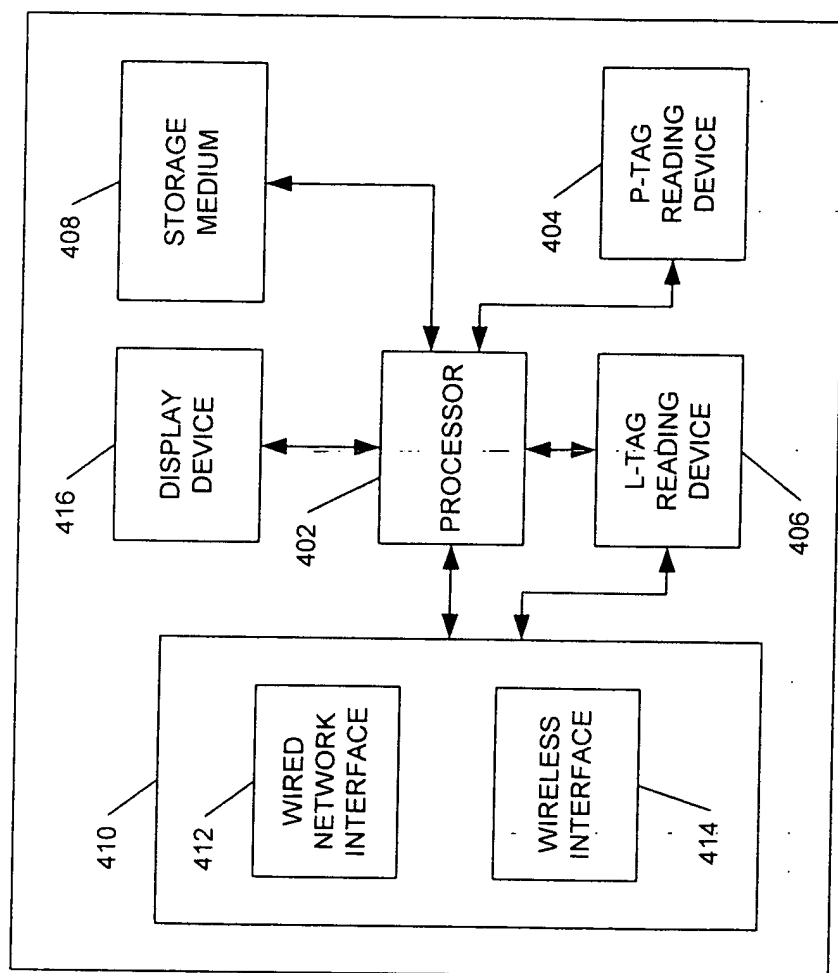 410
412
WIRED
NETWORK
INTERFACE
WIRELESS
INTERFACE
414
416
DISPLAY
DEVICE
402
PROCESSOR
L-TAG
READING
DEVICE
406
408
STORAGE
MEDIUM
404
P-TAG
READING
DEVICE